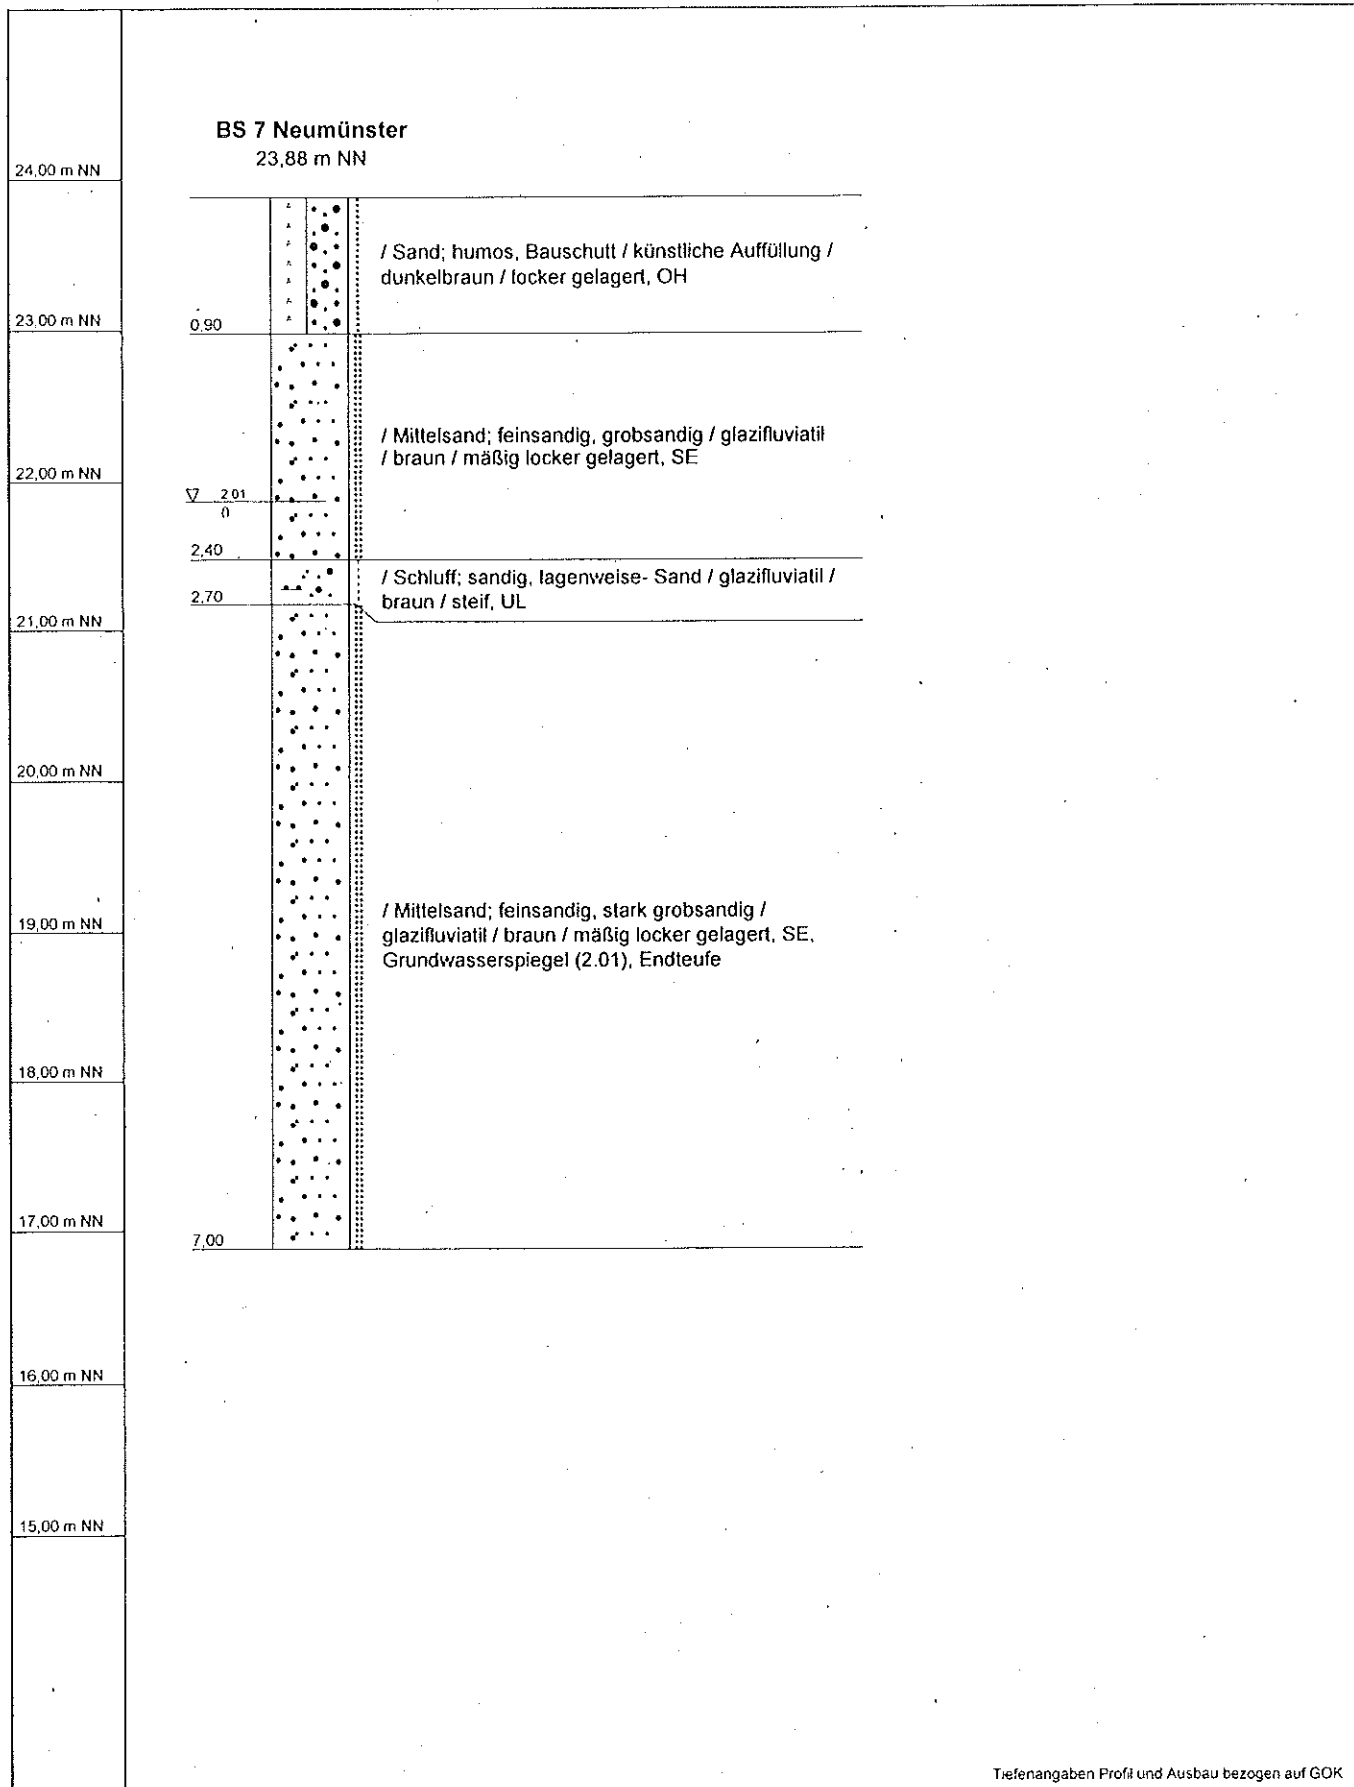 BS 7 Neumünster
23,88 m NN
24,00 m NN
/ Sand; humos, Bauschutt / künstliche Auffüllung /
dunkelbraun / locker gelagert, OH
23,00 m NN
0,90
/ Mittelsand; feinsandig, grobsandig / glazifluviatil
/ braun / mäßig locker gelagert, SE
22,00 m NN
2,01
0
2,40
/ Schluff; sandig, lagenweise- Sand / glazifluviatil /
braun / steif, UL
2,70
21,00 m NN
20,00 m NN
/ Mittelsand; feinsandig, stark grobsandig /
glazifluviatil / braun / mäßig locker gelagert, SE,
Grundwasserspiegel (2.01), Endteufe
19,00 m NN
18,00 m NN
17,00 m NN
7,00
16,00 m NN
15,00 m NN
Tiefenangaben Profil und Ausbau bezogen auf GOK